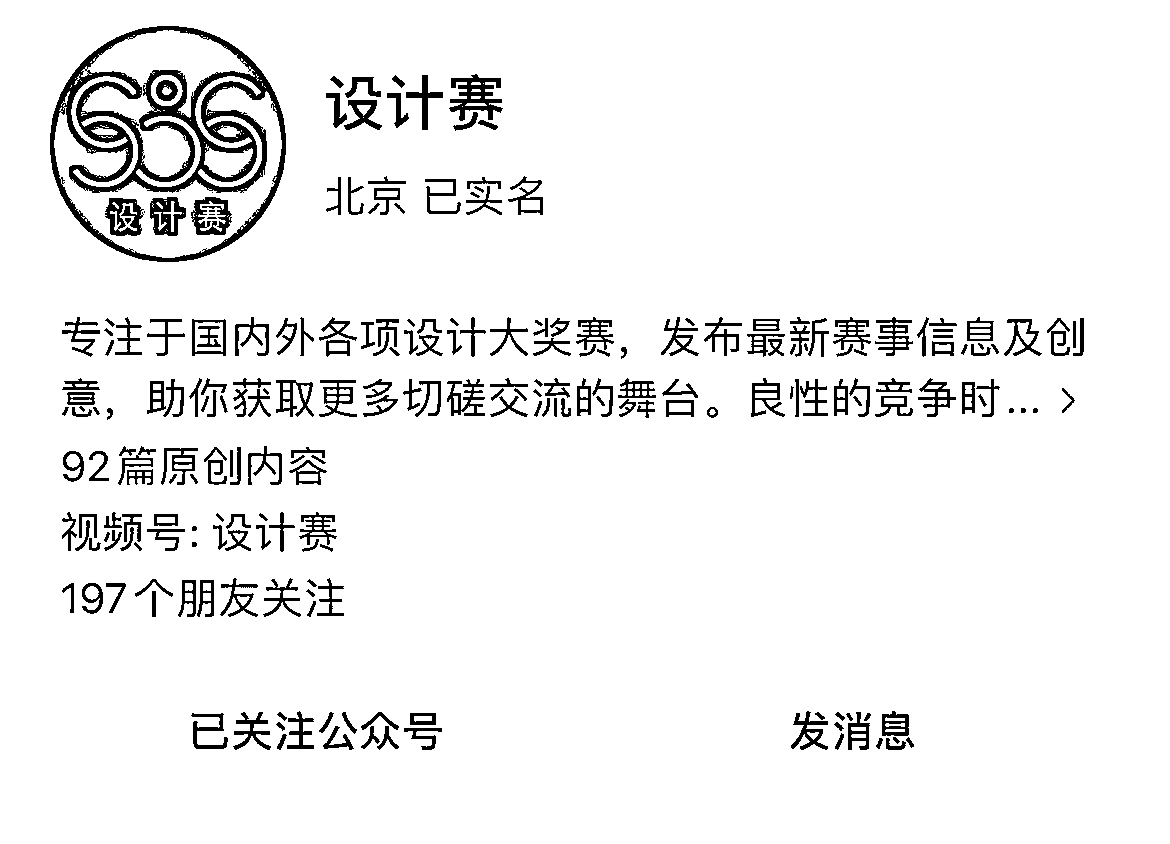 设计赛
设计赛
北京 已实名
专注于国内外各项设计大奖赛，发布最新赛事信息及创
意，助你获取更多切磋交流的舞台。良性的竞争时... >
92篇原创内容
视频号: 设计赛
197个朋友关注
已关注公众号
发消息